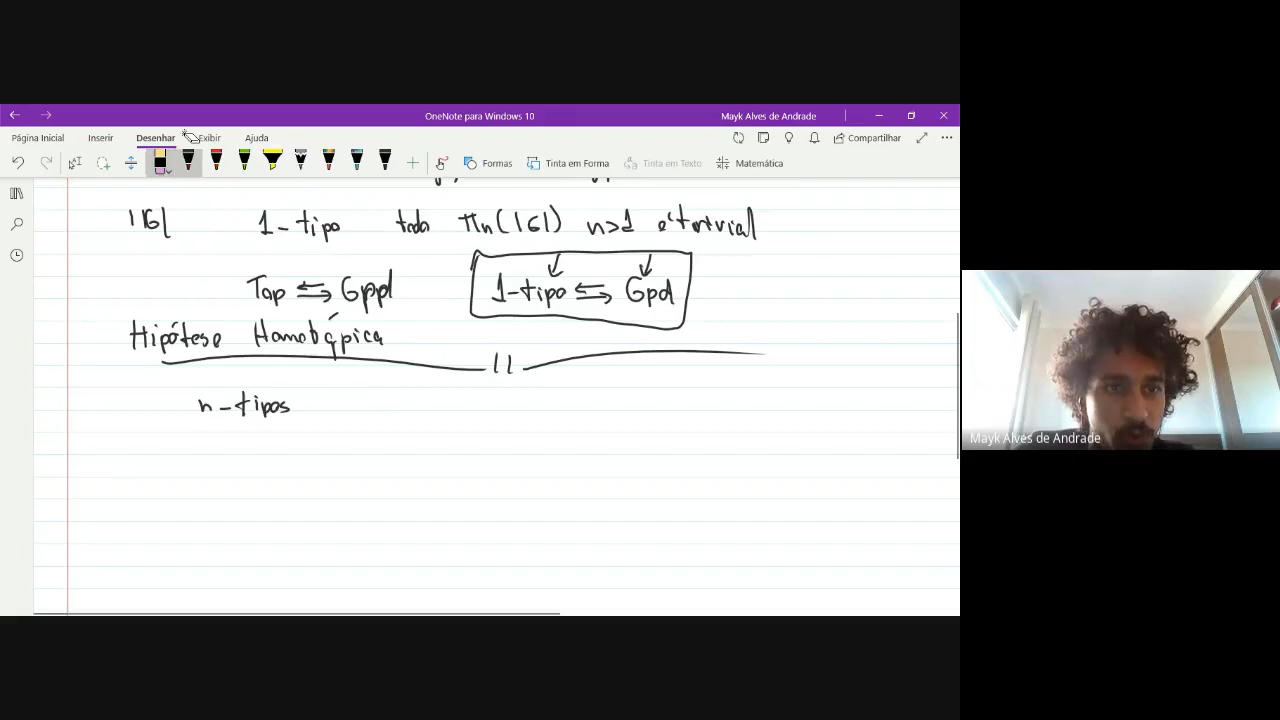 OneNote para Windows 10
Mayk Alves de Andrade
Página Inicial Inserir Desenhar Exibir Ajuda
Compartilhar
Formas Tinta em Forma Tinta em Texto Matemática
|G| 1-tipo todo πn(|G|) n>1 é trivial
Top ⇆ Gpd 1-tipo ⇆ Gpd
Hipótese Homotópica
n-tipos
Mayk Alves de Andrade